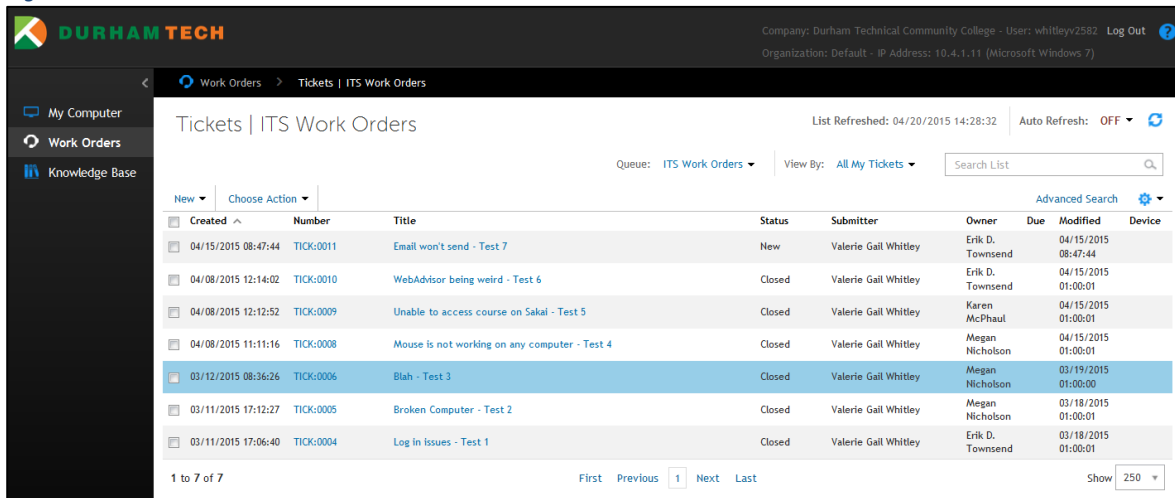 DURHAM TECH
Company: Durham Technical Community College - User: whitleyv2582 Log Out ?
Organization: Default - IP Address: 10.4.1.11 (Microsoft Windows 7)
Work Orders > Tickets | ITS Work Orders
My Computer
Work Orders
Knowledge Base
Tickets | ITS Work Orders
List Refreshed: 04/20/2015 14:28:32 Auto Refresh: OFF
Queue: ITS Work Orders View By: All My Tickets Search List
New Choose Action Advanced Search
Created Number Title Status Submitter Owner Due Modified Device
04/15/2015 08:47:44 TICK:0011 Email won't send - Test 7 New Valerie Gail Whitley Erik D. Townsend 04/15/2015 08:47:44
04/08/2015 12:14:02 TICK:0010 WebAdvisor being weird - Test 6 Closed Valerie Gail Whitley Erik D. Townsend 04/15/2015 01:00:01
04/08/2015 12:12:52 TICK:0009 Unable to access course on Sakai - Test 5 Closed Valerie Gail Whitley Karen McPhaul 04/15/2015 01:00:01
04/08/2015 11:11:16 TICK:0008 Mouse is not working on any computer - Test 4 Closed Valerie Gail Whitley Megan Nicholson 04/15/2015 01:00:01
03/12/2015 08:36:26 TICK:0006 Blah - Test 3 Closed Valerie Gail Whitley Megan Nicholson 03/19/2015 01:00:00
03/11/2015 17:12:27 TICK:0005 Broken Computer - Test 2 Closed Valerie Gail Whitley Megan Nicholson 03/18/2015 01:00:01
03/11/2015 17:06:40 TICK:0004 Log in issues - Test 1 Closed Valerie Gail Whitley Erik D. Townsend 03/18/2015 01:00:01
1 to 7 of 7 First Previous 1 Next Last Show 250